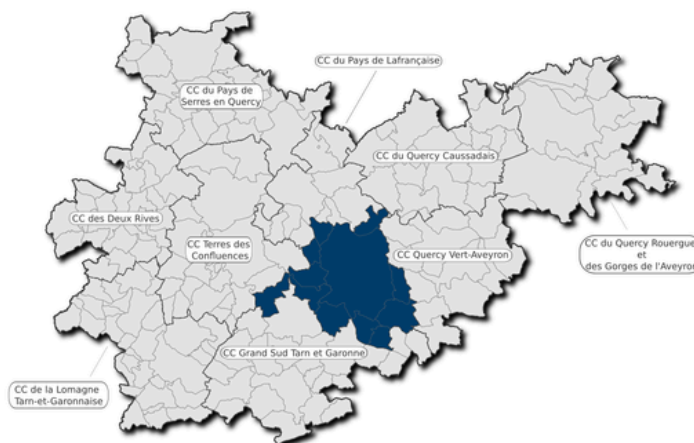 CC du Pays de Lafrançaise
CC du Pays de
Serres en Quercy
CC du Quercy Caussadais
CC des Deux Rives
CC Terres des
Confluences
CC Quercy Vert-Aveyron
CC du Quercy Rouergue
et
des Gorges de l'Aveyron
CC Grand Sud Tarn et Garonne
CC de la Lomagne
Tarn-et-Garonnaise